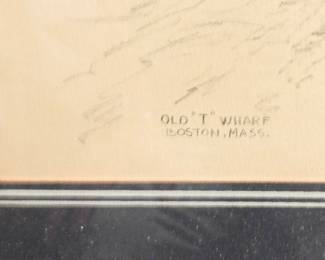 OLD "T" WHARF
BOSTON, MASS.